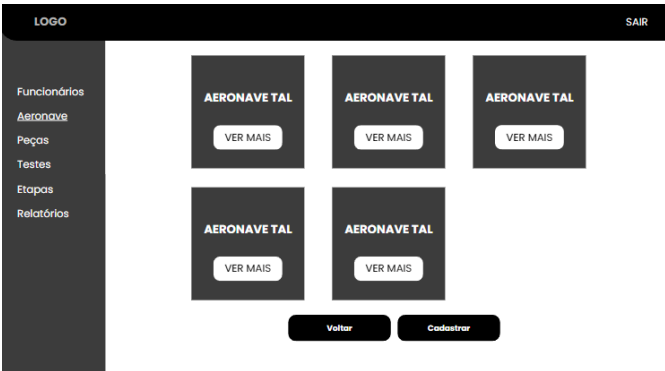 LOGO
SAIR
Funcionários
Aeronave
Peças
Testes
Etapas
Relatórios
AERONAVE TAL
VER MAIS
AERONAVE TAL
VER MAIS
AERONAVE TAL
VER MAIS
AERONAVE TAL
VER MAIS
AERONAVE TAL
VER MAIS
Voltar
Cadastrar